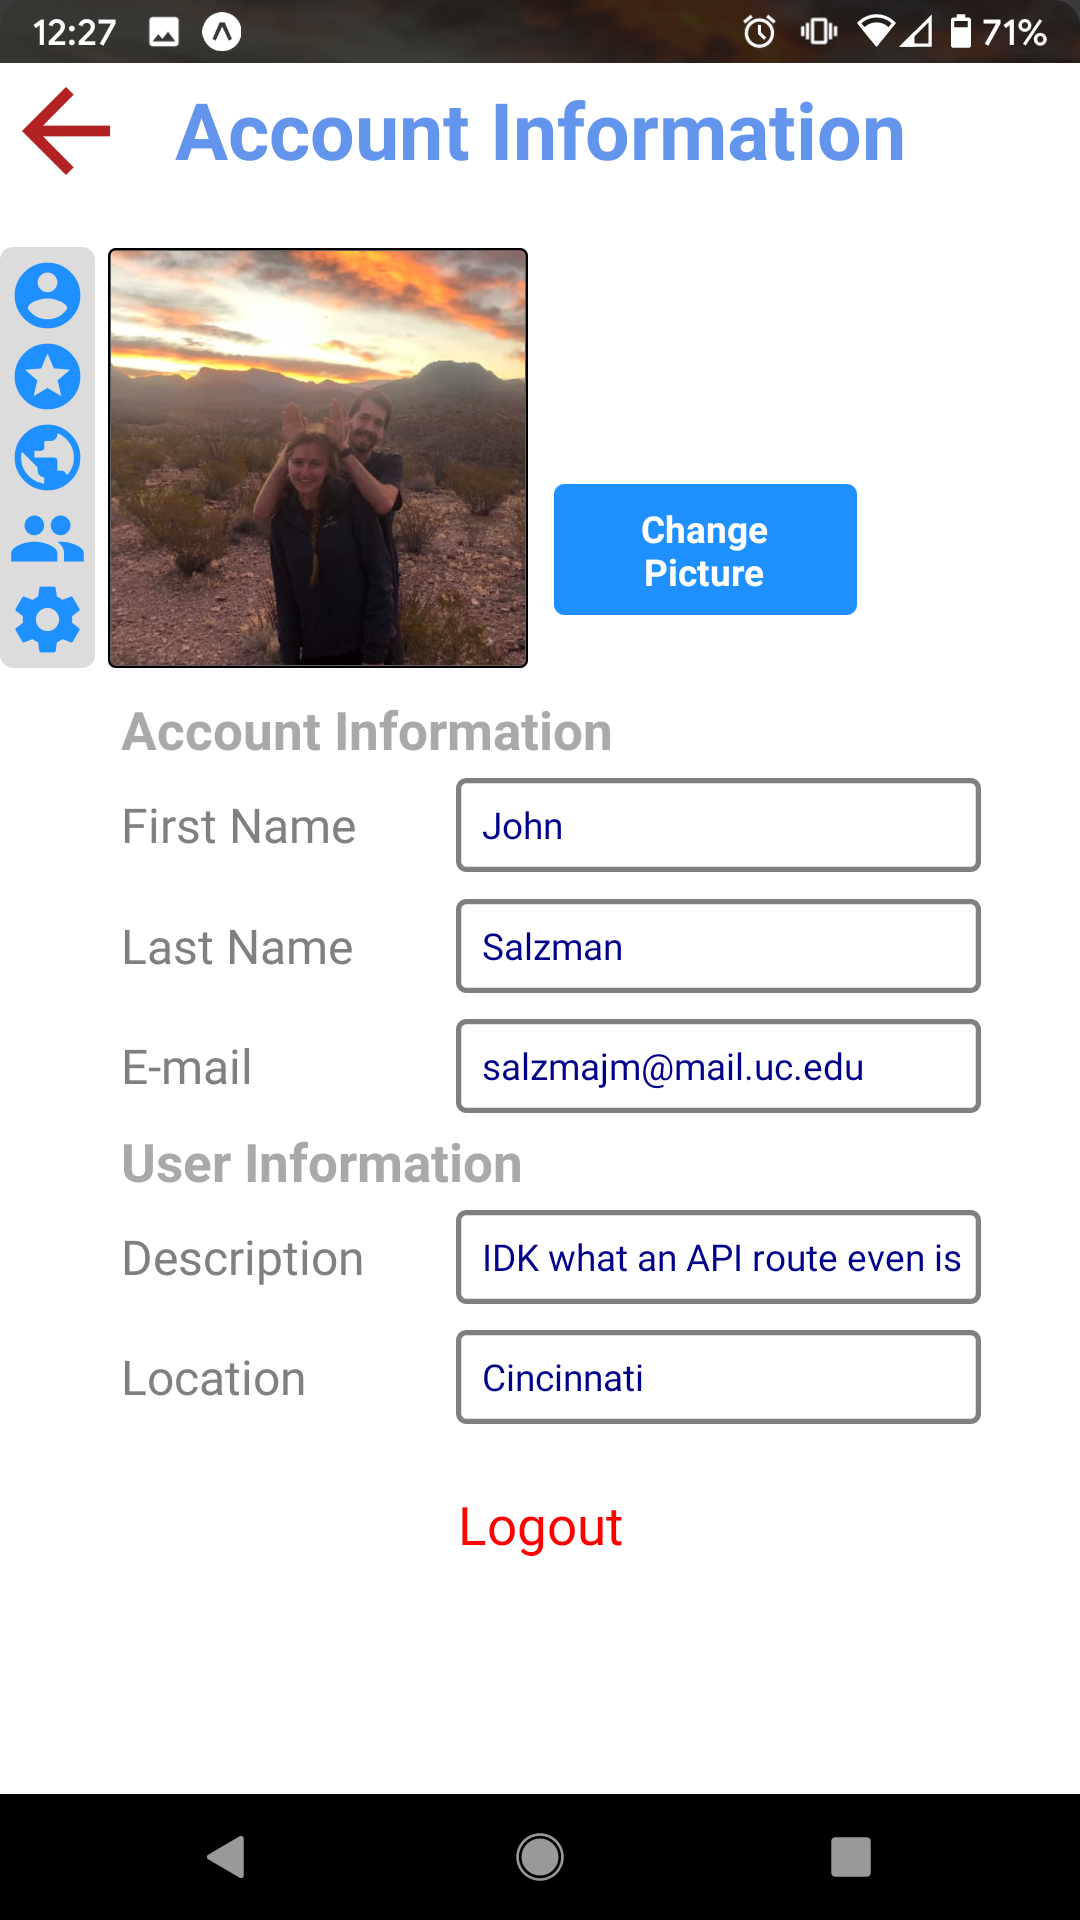 12:27 71%
Account Information
Change
Picture
Account Information
First Name John
Last Name Salzman
E-mail salzmajm@mail.uc.edu
User Information
Description IDK what an API route even is
Location Cincinnati
Logout